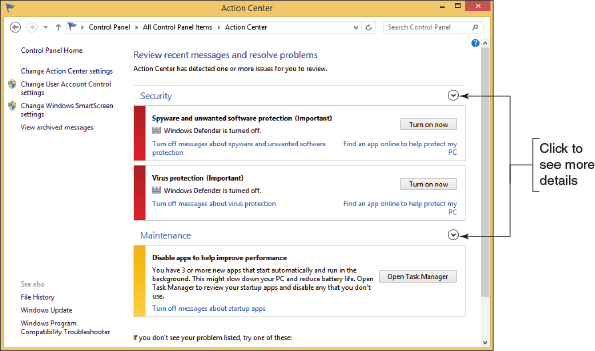 Action Center
Control Panel ▸ All Control Panel Items ▸ Action Center
Search Control Panel
Control Panel Home
Change Action Center settings
Change User Account Control
settings
Change Windows SmartScreen
settings
View archived messages
Review recent messages and resolve problems
Action Center has detected one or more issues for you to review.
Security
Spyware and unwanted software protection (Important)
Windows Defender is turned off.
Turn on now
Turn off messages about spyware and unwanted software
protection
Find an app online to help protect my
PC
Virus protection (Important)
Windows Defender is turned off.
Turn on now
Turn off messages about virus protection
Find an app online to help protect my
PC
Maintenance
Disable apps to help improve performance
You have 3 or more new apps that start automatically and run in the
background. This might slow down your PC and reduce battery life. Open
Task Manager to review your startup apps and disable any that you don't
use.
Open Task Manager
Turn off messages about startup apps
If you don't see your problem listed, try one of these:
See also
File History
Windows Update
Windows Program
Compatibility Troubleshooter
Click to
see more
details